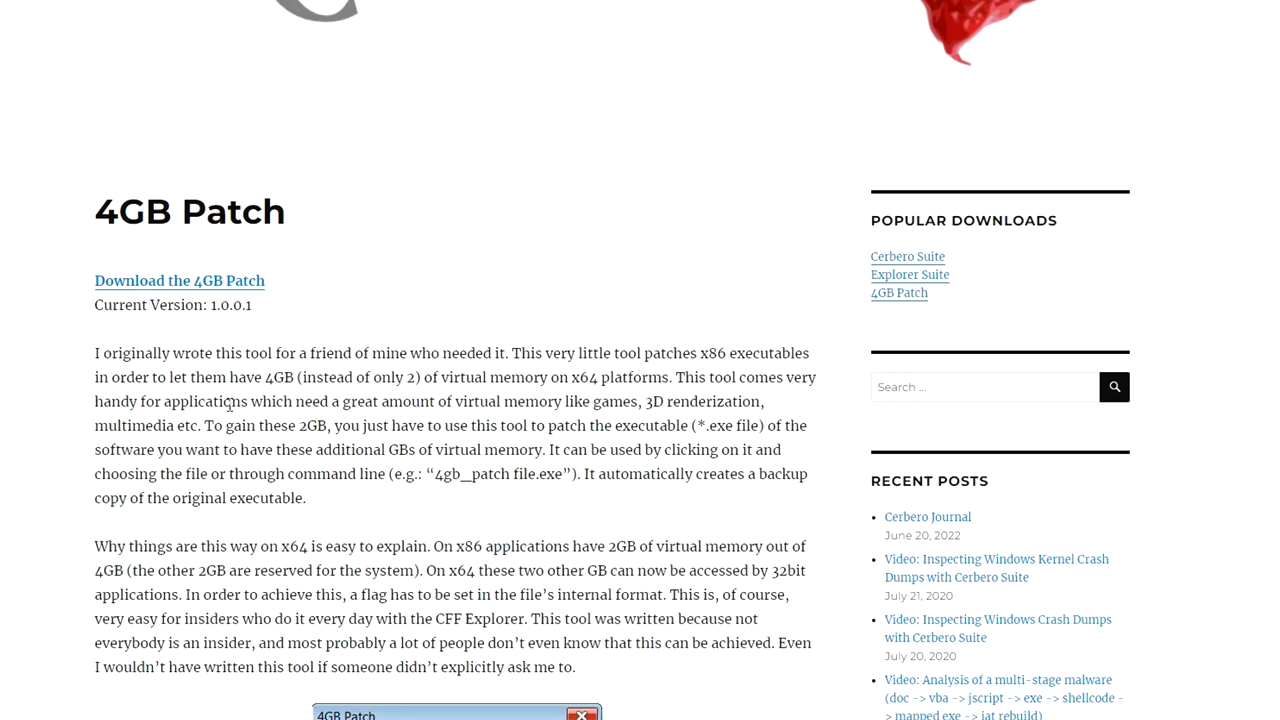 4GB Patch
Download the 4GB Patch
Current Version: 1.0.0.1
I originally wrote this tool for a friend of mine who needed it. This very little tool patches x86 executables
in order to let them have 4GB (instead of only 2) of virtual memory on x64 platforms. This tool comes very
handy for applications which need a great amount of virtual memory like games, 3D renderization,
multimedia etc. To gain these 2GB, you just have to use this tool to patch the executable (*.exe file) of the
software you want to have these additional GBs of virtual memory. It can be used by clicking on it and
choosing the file or through command line (e.g.: “4gb_patch file.exe”). It automatically creates a backup
copy of the original executable.
Why things are this way on x64 is easy to explain. On x86 applications have 2GB of virtual memory out of
4GB (the other 2GB are reserved for the system). On x64 these two other GB can now be accessed by 32bit
applications. In order to achieve this, a flag has to be set in the file’s internal format. This is, of course,
very easy for insiders who do it every day with the CFF Explorer. This tool was written because not
everybody is an insider, and most probably a lot of people don’t even know that this can be achieved. Even
I wouldn’t have written this tool if someone didn’t explicitly ask me to.
4GB Patch
POPULAR DOWNLOADS
Cerbero Suite
Explorer Suite
4GB Patch
Search ...
RECENT POSTS
Cerbero Journal
June 20, 2022
Video: Inspecting Windows Kernel Crash
Dumps with Cerbero Suite
July 21, 2020
Video: Inspecting Windows Crash Dumps
with Cerbero Suite
July 20, 2020
Video: Analysis of a multi-stage malware
(doc -> vba -> jscript -> exe -> shellcode -
> mapped exe -> iat rebuild)